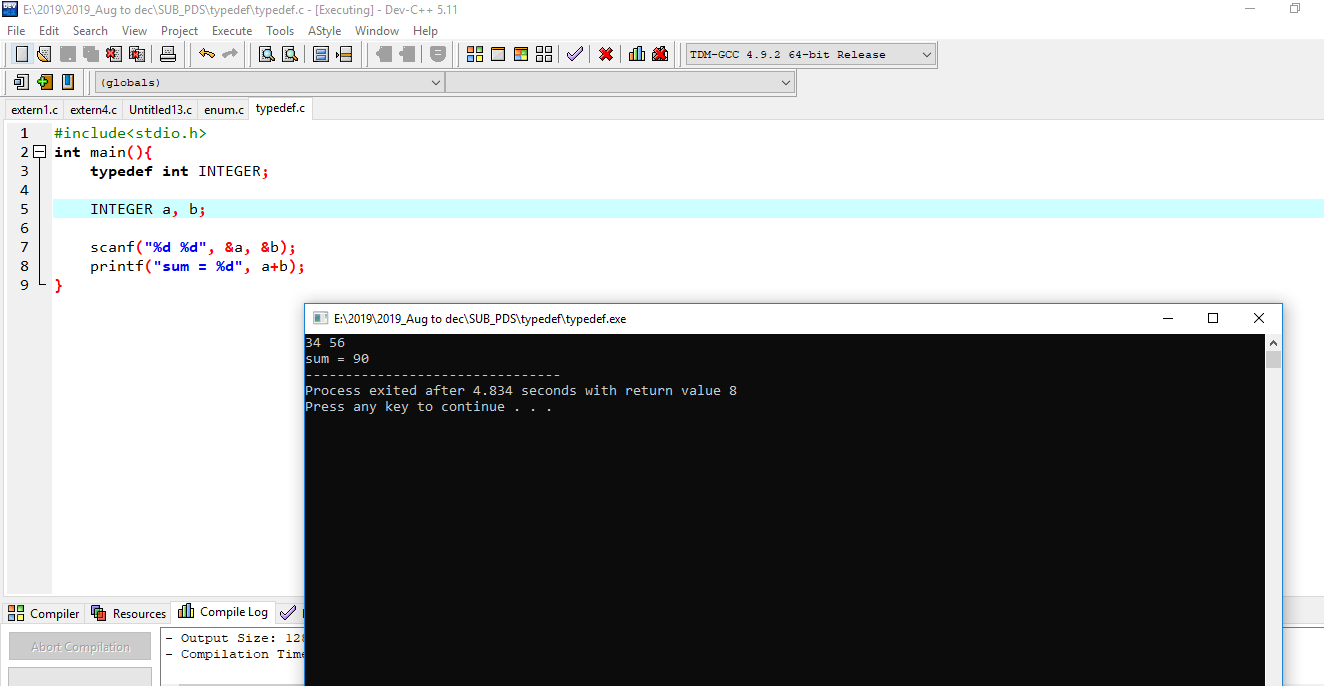 E:\2019\2019_Aug to dec\SUB_PDS\typedef\typedef.c - [Executing] - Dev-C++ 5.11
File Edit Search View Project Execute Tools AStyle Window Help
TDM-GCC 4.9.2 64-bit Release
(globals)
extern1.c extern4.c Untitled13.c enum.c typedef.c
1 #include<stdio.h>
2 int main(){
3 typedef int INTEGER;
4
5 INTEGER a, b;
6
7 scanf("%d %d", &a, &b);
8 printf("sum = %d", a+b);
9 }
E:\2019\2019_Aug to dec\SUB_PDS\typedef\typedef.exe
34 56
sum = 90
--------------------------------
Process exited after 4.834 seconds with return value 8
Press any key to continue . . .
Compiler Resources Compile Log
Abort Compilation
- Output Size: 128
- Compilation Time